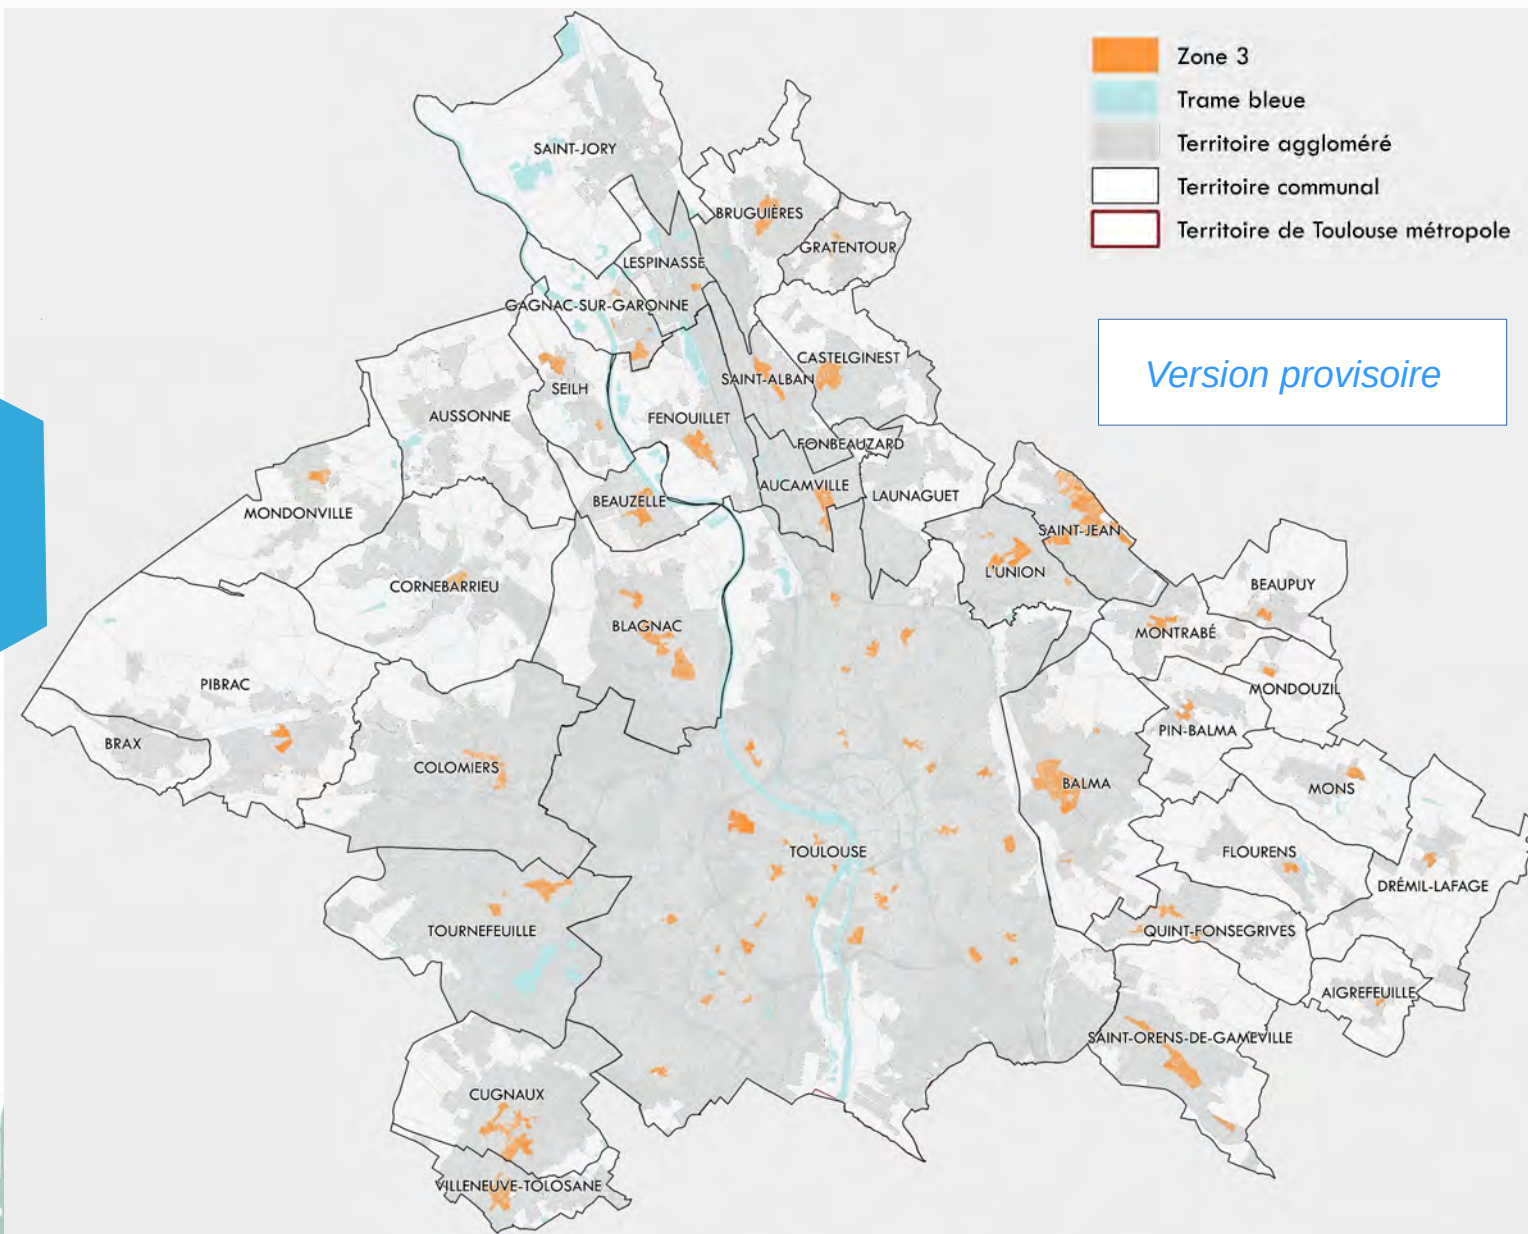 Zone 3
Trame bleue
Territoire aggloméré
Territoire communal
Territoire de Toulouse métropole
Version provisoire
SAINT-JORY
BRUGUIÈRES
GRATENTOUR
LESPINASSE
GAGNAC-SUR-GARONNE
CASTELGINEST
SAINT-ALBAN
SEILH
AUSSONNE
FENOUILLET
FONBEAUZARD
AUCAMVILLE
LAUNAGUET
BEAUZELLE
MONDONVILLE
SAINT-JEAN
L'UNION
CORNEBARRIEU
BEAUPUY
BLAGNAC
MONTRABÉ
PIBRAC
MONDOUZIL
PIN-BALMA
BRAX
COLOMIERS
BALMA
MONS
TOULOUSE
FLOURENS
DRÉMIL-LAFAGE
TOURNEFEUILLE
QUINT-FONSEGRIVES
AIGREFEUILLE
SAINT-ORENS-DE-GAMEVILLE
CUGNAUX
VILLENEUVE-TOLOSANE